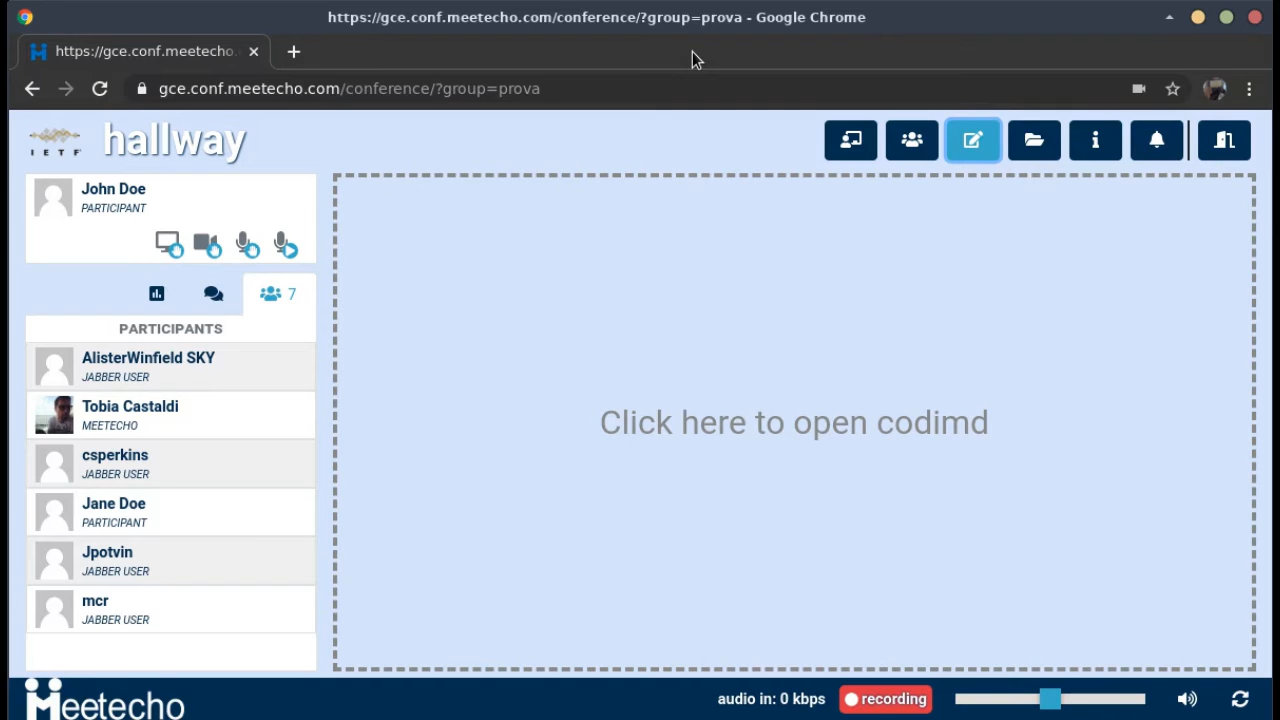 https://gce.conf.meetecho.com/conference/?group=prova - Google Chrome
https://gce.conf.meetecho.
gce.conf.meetecho.com/conference/?group=prova
IETF
hallway
John Doe
PARTICIPANT
7
PARTICIPANTS
AlisterWinfield SKY
JABBER USER
Tobia Castaldi
MEETECHO
csperkins
JABBER USER
Jane Doe
PARTICIPANT
Jpotvin
JABBER USER
mcr
JABBER USER
Click here to open codimd
Meetecho
audio in: 0 kbps
recording